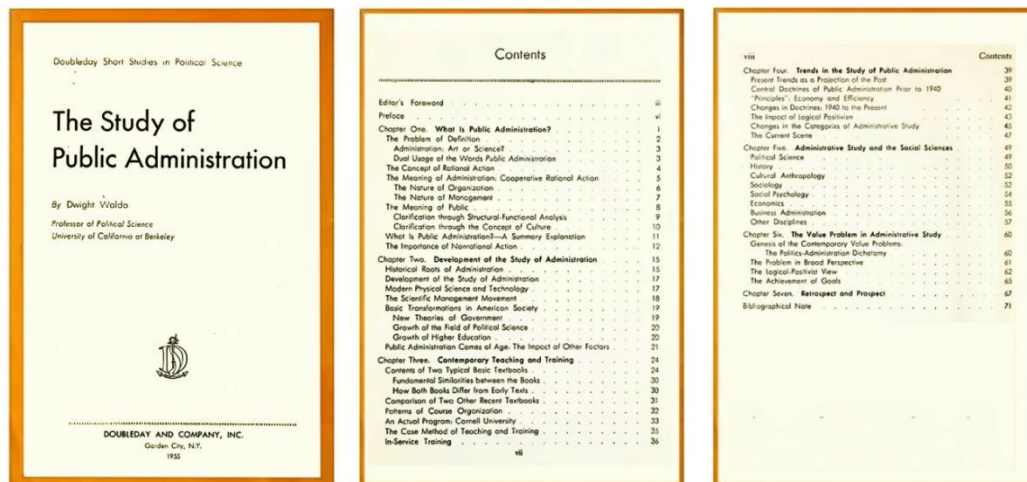 Doubleday Short Studies in Political Science
The Study of
Public Administration
By Dwight Waldo
Professor of Political Science
University of California at Berkeley
DOUBLEDAY AND COMPANY, INC.
Garden City, N.Y.
1955
Contents
Editor's Foreword iii
Preface vi
Chapter One. What Is Public Administration? 1
The Problem of Definition 2
Administration: Art or Science? 3
Dual Usage of the Words Public Administration 3
The Concept of Rational Action 4
The Meaning of Administration: Cooperative Rational Action 5
The Nature of Organization 6
The Nature of Management 7
The Meaning of Public 8
Clarification through Structural-Functional Analysis 9
Clarification through the Concept of Culture 10
What Is Public Administration?—A Summary Explanation 11
The Importance of Nonrational Action 12
Chapter Two. Development of the Study of Administration 15
Historical Roots of Administration 15
Development of the Study of Administration 17
Modern Physical Science and Technology 17
The Scientific Management Movement 18
Basic Transformations in American Society 19
New Theories of Government 19
Growth of the Field of Political Science 20
Growth of Higher Education 20
Public Administration Comes of Age: The Impact of Other Factors 21
Chapter Three. Contemporary Teaching and Training 24
Contents of Two Typical Basic Textbooks 24
Fundamental Similarities between the Books 30
How Both Books Differ from Early Texts 30
Comparison of Two Other Recent Textbooks 31
Patterns of Course Organization 32
An Actual Program: Cornell University 33
The Case Method of Teaching and Training 35
In-Service Training 36
vii
viii Contents
Chapter Four. Trends in the Study of Public Administration 39
Present Trends as a Projection of the Past 39
Central Doctrines of Public Administration Prior to 1940 40
"Principles": Economy and Efficiency 41
Changes in Doctrines: 1940 to the Present 42
The Impact of Logical Positivism 43
Changes in the Categories of Administrative Study 45
The Current Scene 47
Chapter Five. Administrative Study and the Social Sciences 49
Political Science 49
History 50
Cultural Anthropology 52
Sociology 52
Social Psychology 54
Economics 55
Business Administration 56
Other Disciplines 57
Chapter Six. The Value Problem in Administrative Study 60
Genesis of the Contemporary Value Problems:
The Politics-Administration Dichotomy 60
The Problem in Broad Perspective 61
The Logical-Positivist View 62
The Achievement of Goals 65
Chapter Seven. Retrospect and Prospect 67
Bibliographical Note 71